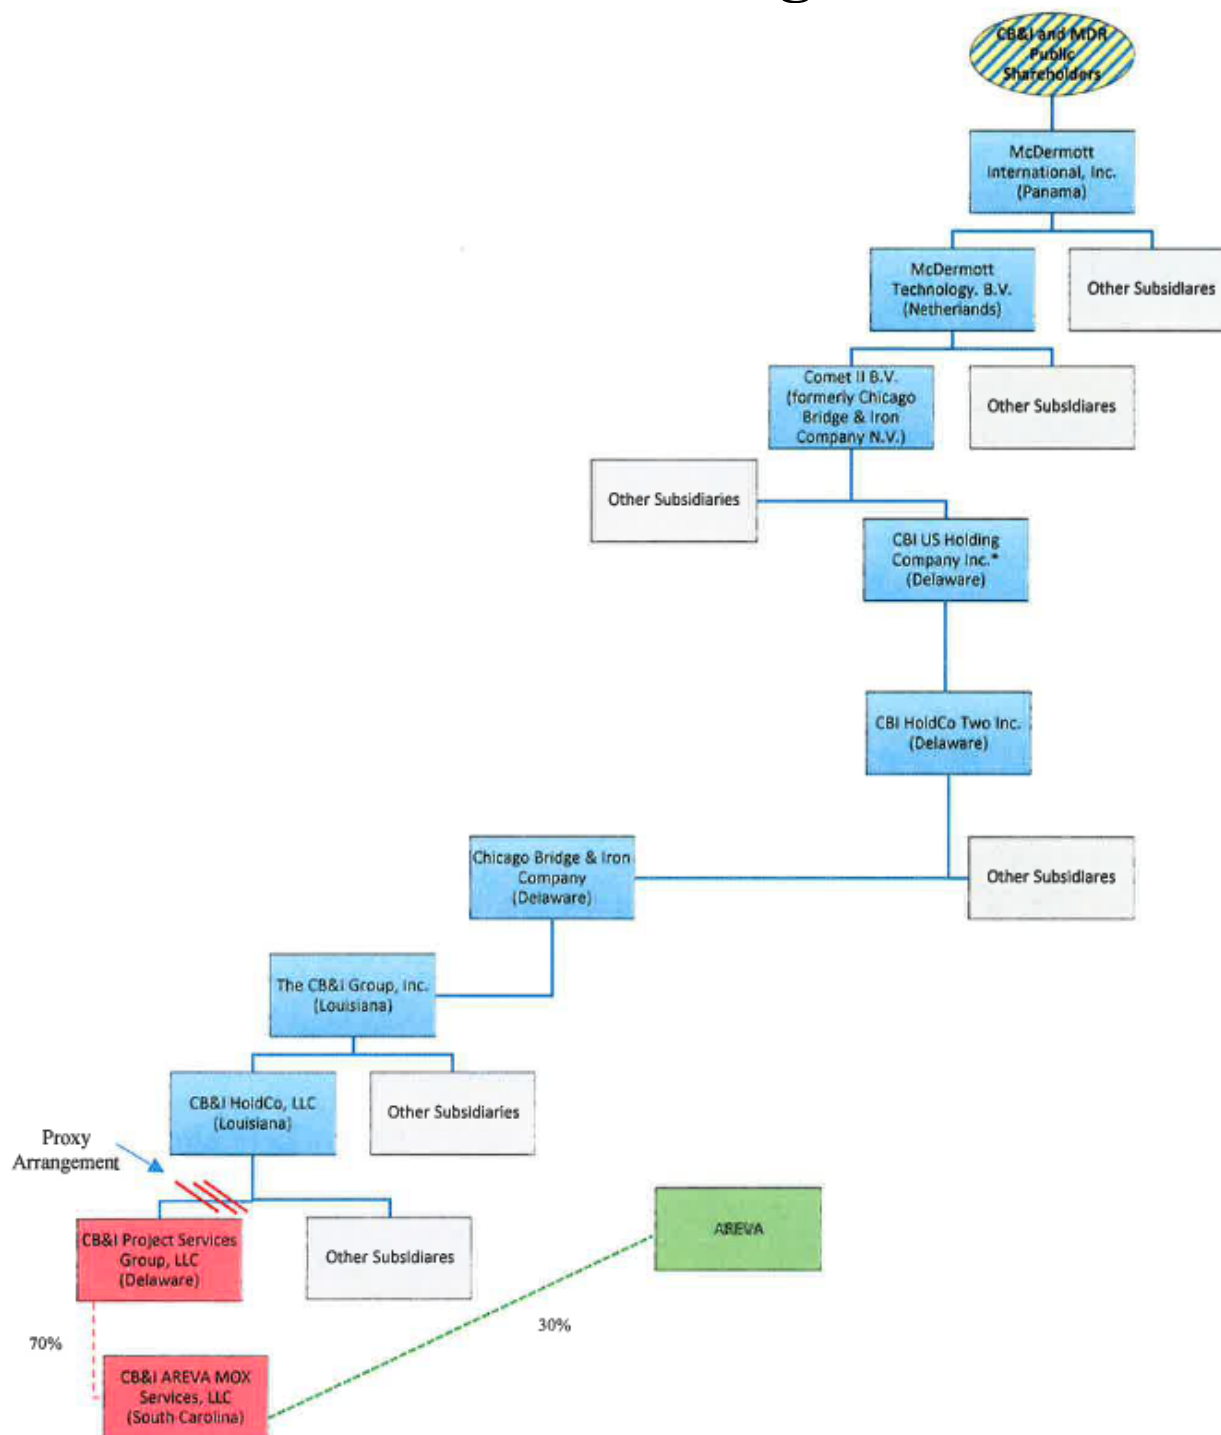 CB&I and MDR
Public
Shareholders
McDermott
International, Inc.
(Panama)
McDermott
Technology. B.V.
(Netherlands)
Other Subsidiares
Comet II B.V.
(formerly Chicago
Bridge & Iron
Company N.V.)
Other Subsidiares
Other Subsidiaries
CBI US Holding
Company Inc.*
(Delaware)
CBI HoldCo Two Inc.
(Delaware)
Chicago Bridge & Iron
Company
(Delaware)
Other Subsidiares
The CB&I Group, Inc.
(Louisiana)
CB&I HoldCo, LLC
(Louisiana)
Other Subsidiaries
Proxy
Arrangement
CB&I Project Services
Group, LLC
(Delaware)
Other Subsidiares
AREVA
70%
30%
CB&I AREVA MOX
Services, LLC
(South Carolina)